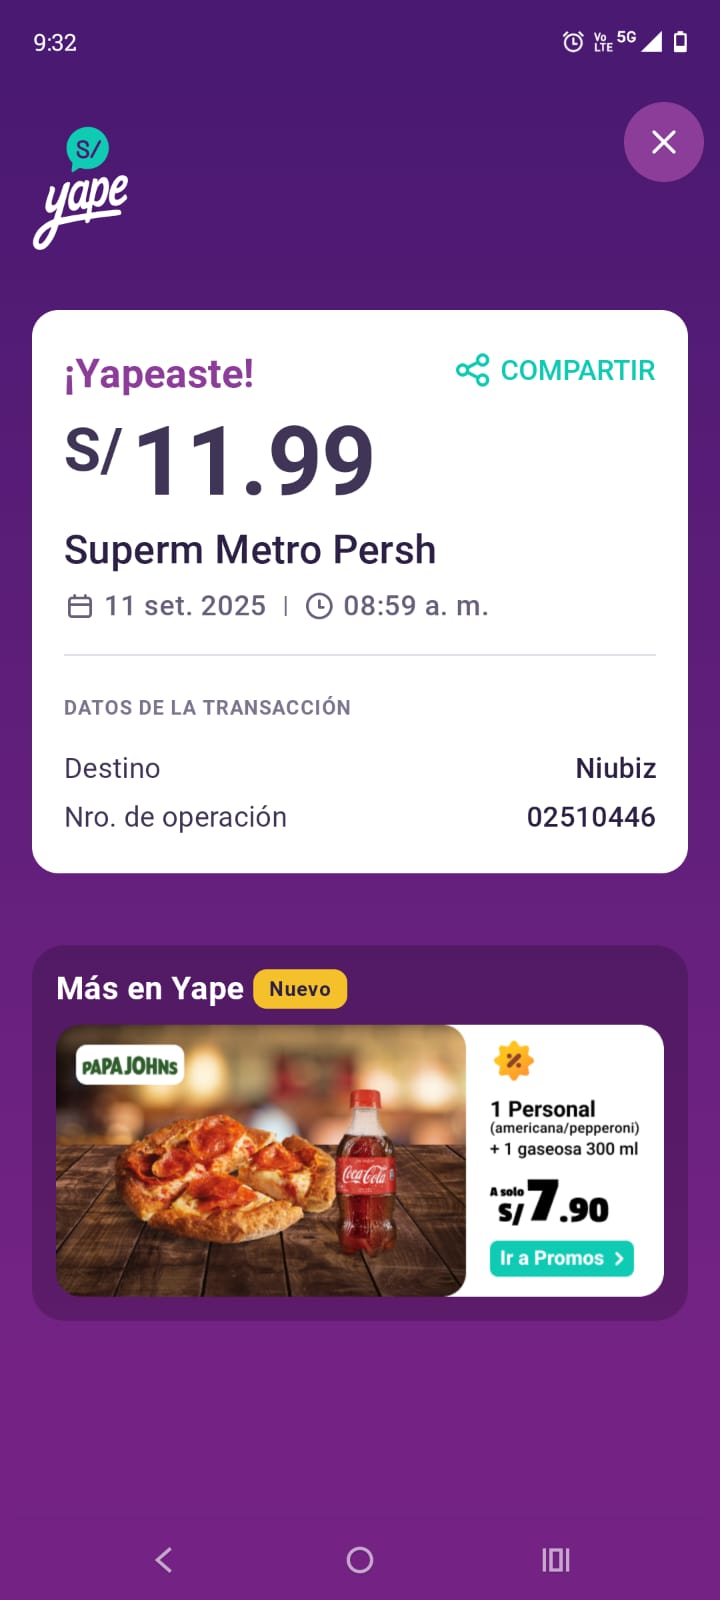 9:32
Vo LTE 5G
S/
yape
¡Yapeaste!
COMPARTIR
S/ 11.99
Superm Metro Persh
11 set. 2025 | 08:59 a. m.
DATOS DE LA TRANSACCIÓN
Destino Niubiz
Nro. de operación 02510446
Más en Yape Nuevo
PAPA JOHNS
Coca-Cola
%
1 Personal
(americana/pepperoni)
+ 1 gaseosa 300 ml
A solo
S/ 7.90
Ir a Promos >